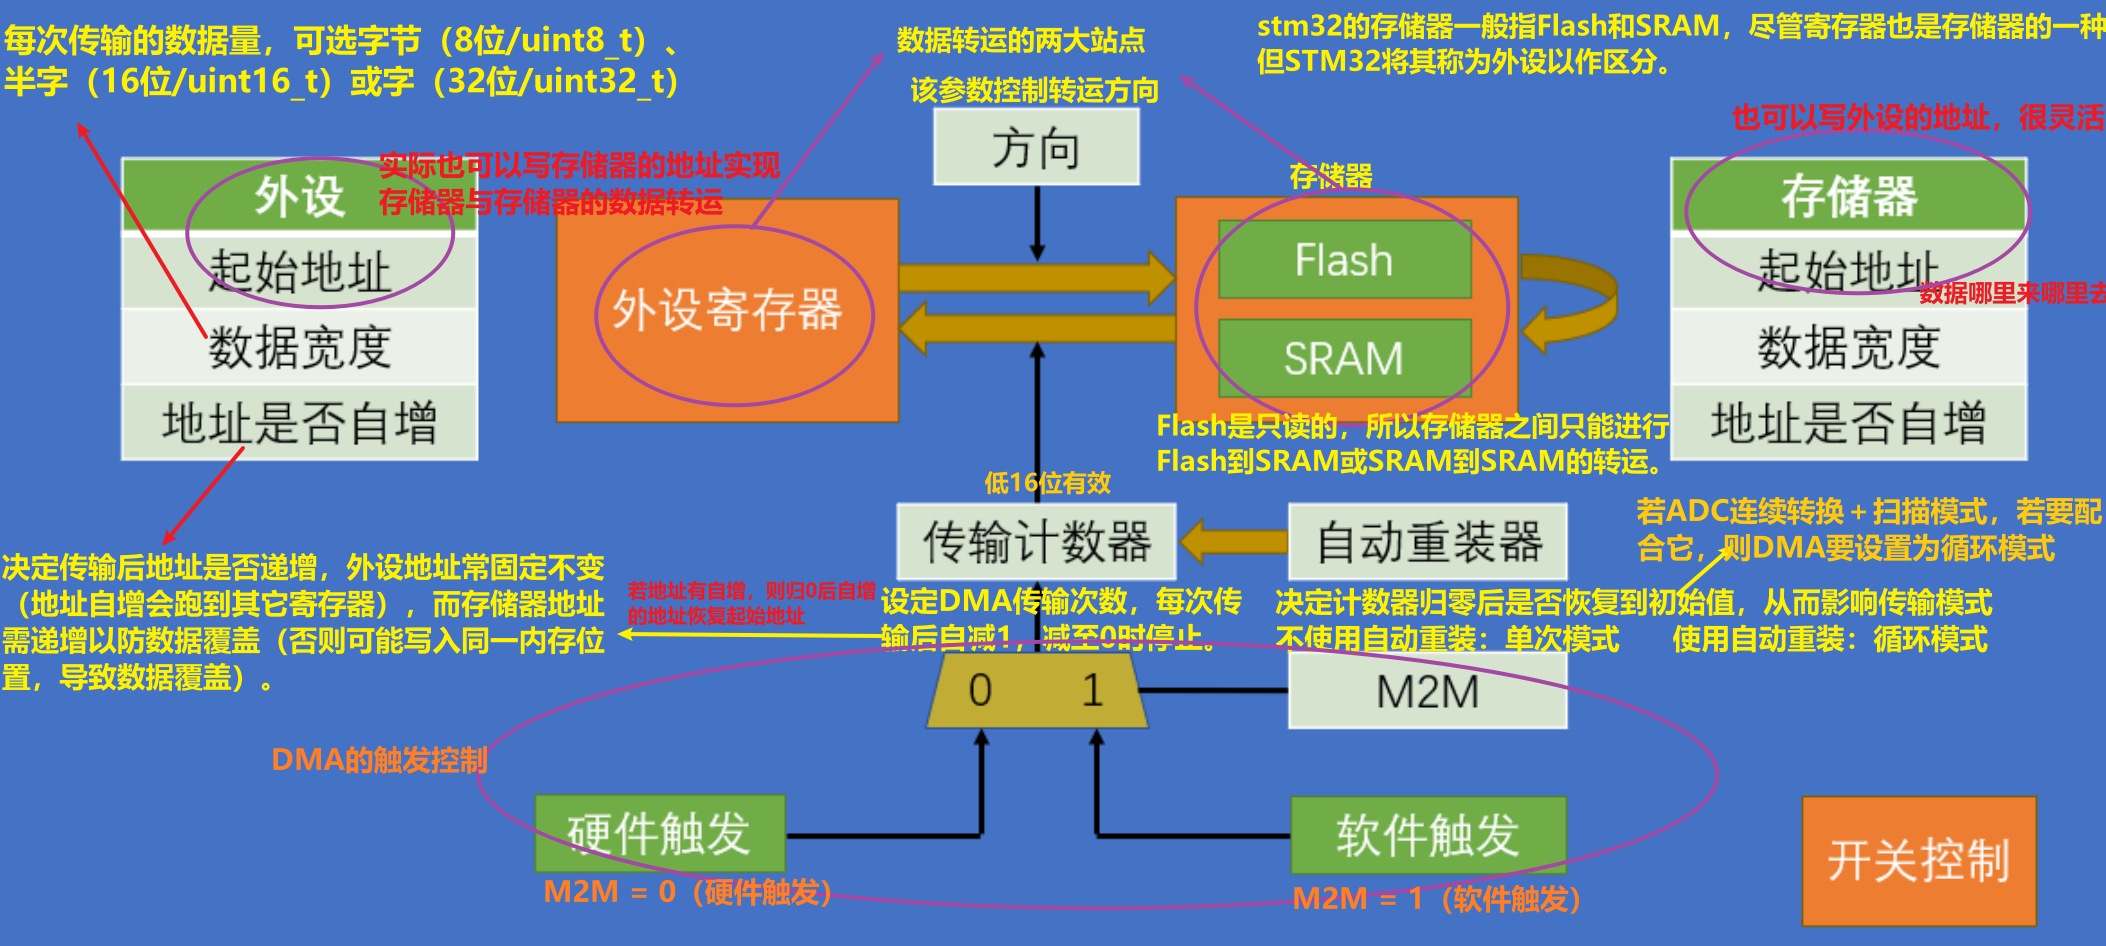 每次传输的数据量，可选字节（8位/uint8_t）、
半字（16位/uint16_t）或字（32位/uint32_t）
数据转运的两大站点
该参数控制转运方向
stm32的存储器一般指Flash和SRAM，尽管寄存器也是存储器的一种
但STM32将其称为外设以作区分。
也可以写外设的地址，很灵活
方向
实际也可以写存储器的地址实现
存储器与存储器的数据转运
外设
起始地址
数据宽度
地址是否自增
外设寄存器
存储器
Flash
SRAM
存储器
起始地址
数据哪里来哪里去
数据宽度
地址是否自增
Flash是只读的，所以存储器之间只能进行
Flash到SRAM或SRAM到SRAM的转运。
低16位有效
传输计数器
自动重装器
若ADC连续转换＋扫描模式，若要配
合它，则DMA要设置为循环模式
决定传输后地址是否递增，外设地址常固定不变
（地址自增会跑到其它寄存器），而存储器地址
需递增以防数据覆盖（否则可能写入同一内存位
置，导致数据覆盖）。
若地址有自增，则归0后自增
的地址恢复起始地址
设定DMA传输次数，每次传
输后自减1，减至0时停止。
决定计数器归零后是否恢复到初始值，从而影响传输模式
不使用自动重装：单次模式 使用自动重装：循环模式
0 1
M2M
DMA的触发控制
硬件触发
软件触发
M2M = 0（硬件触发）
M2M = 1（软件触发）
开关控制